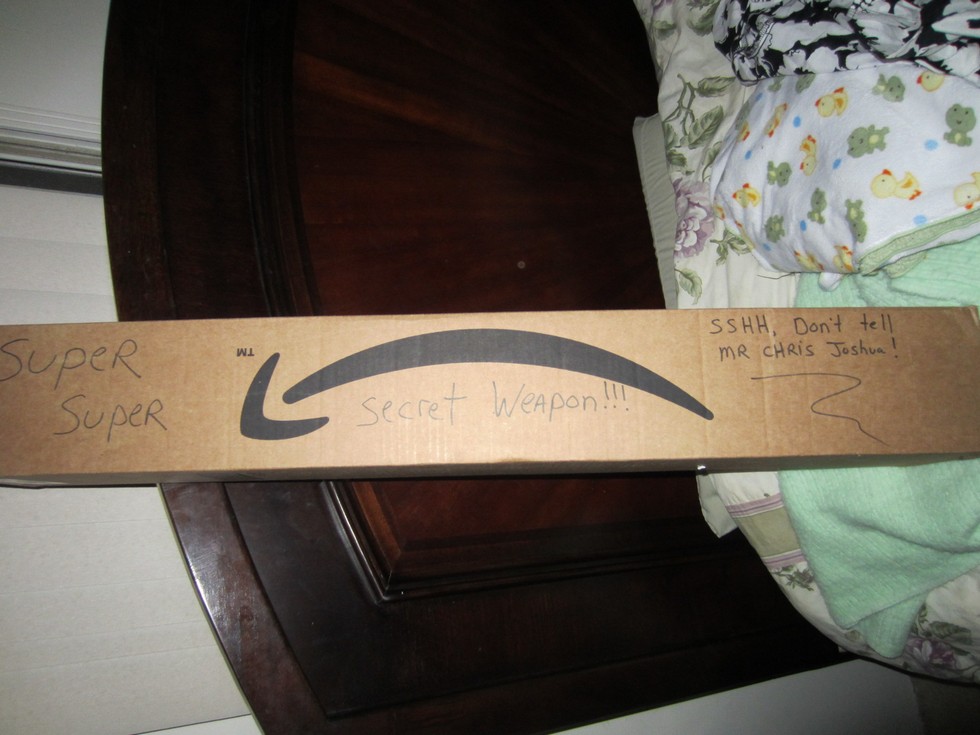 Super
Super
TM
Secret Weapon!!!
SSHH, Don't tell
MR CHRIS Joshua!